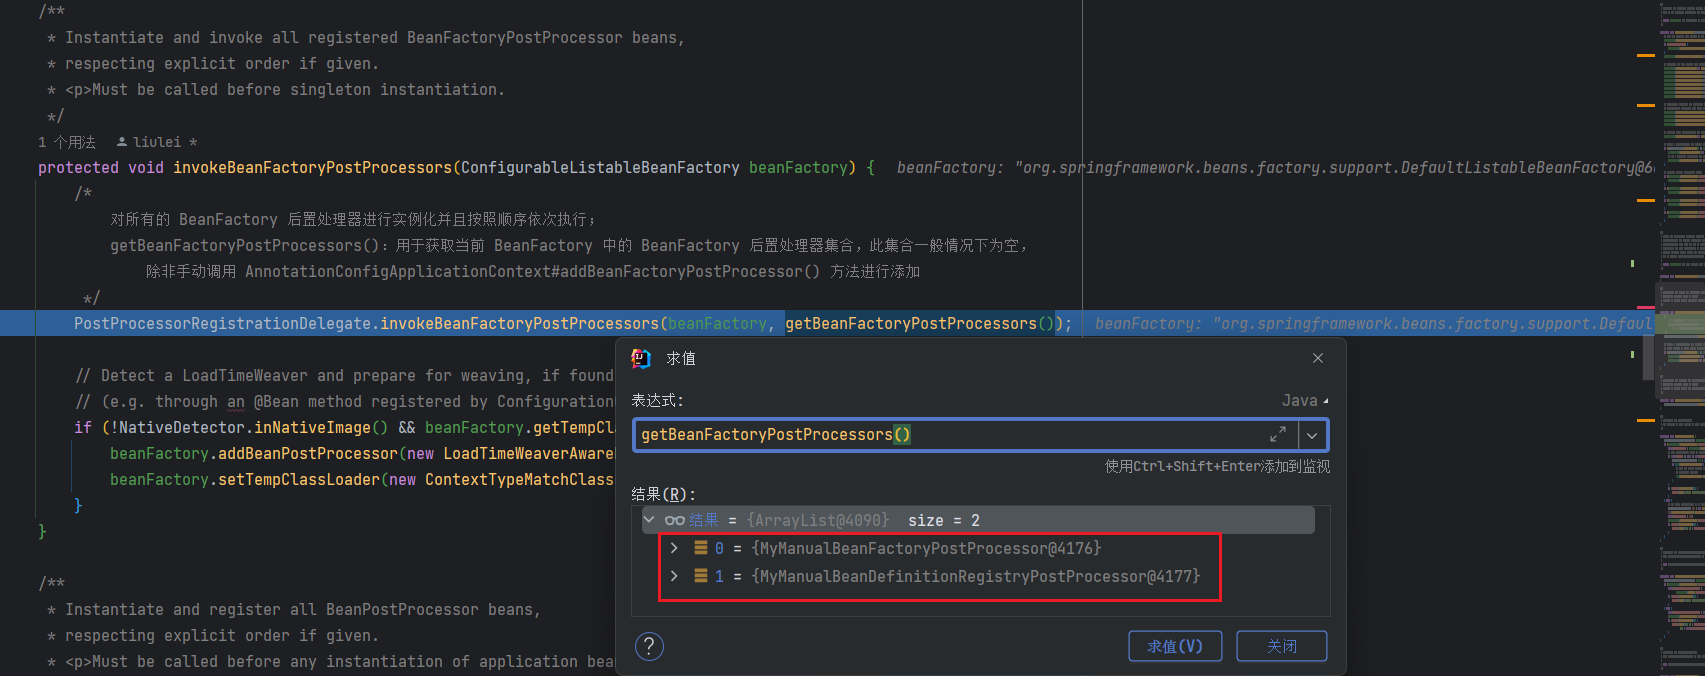 /**
* Instantiate and invoke all registered BeanFactoryPostProcessor beans,
* respecting explicit order if given.
* <p>Must be called before singleton instantiation.
*/
1 个用法 liulei *
protected void invokeBeanFactoryPostProcessors(ConfigurableListableBeanFactory beanFactory) { beanFactory: "org.springframework.beans.factory.support.DefaultListableBeanFactory@6
/*
对所有的 BeanFactory 后置处理器进行实例化并且按照顺序依次执行；
getBeanFactoryPostProcessors()：用于获取当前 BeanFactory 中的 BeanFactory 后置处理器集合，此集合一般情况下为空，
除非手动调用 AnnotationConfigApplicationContext#addBeanFactoryPostProcessor() 方法进行添加
*/
PostProcessorRegistrationDelegate.invokeBeanFactoryPostProcessors(beanFactory, getBeanFactoryPostProcessors()); beanFactory: "org.springframework.beans.factory.support.Defaul
// Detect a LoadTimeWeaver and prepare for weaving, if found
// (e.g. through an @Bean method registered by Configuration
if (!NativeDetector.inNativeImage() && beanFactory.getTempCl
beanFactory.addBeanPostProcessor(new LoadTimeWeaverAware
beanFactory.setTempClassLoader(new ContextTypeMatchClass
}
}
/**
* Instantiate and register all BeanPostProcessor beans,
* respecting explicit order if given.
* <p>Must be called before any instantiation of application bea
求值
表达式:
Java
getBeanFactoryPostProcessors()
使用Ctrl+Shift+Enter添加到监视
结果(R):
结果 = {ArrayList@4090} size = 2
0 = {MyManualBeanFactoryPostProcessor@4176}
1 = {MyManualBeanDefinitionRegistryPostProcessor@4177}
?
求值(V)
关闭